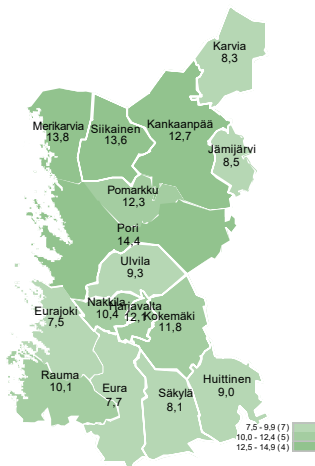 Karvia
8,3
Merikarvia
13,8
Siikainen
13,6
Kankaanpää
12,7
Jämijärvi
8,5
Pomarkku
12,3
Pori
14,4
Ulvila
9,3
Eurajoki
7,5
Nakkila
10,4
Harjavalta
12,1
Kokemäki
11,8
Rauma
10,1
Eura
7,7
Säkylä
8,1
Huittinen
9,0
7,5 - 9,9 (7)
10,0 - 12,4 (5)
12,5 - 14,9 (4)